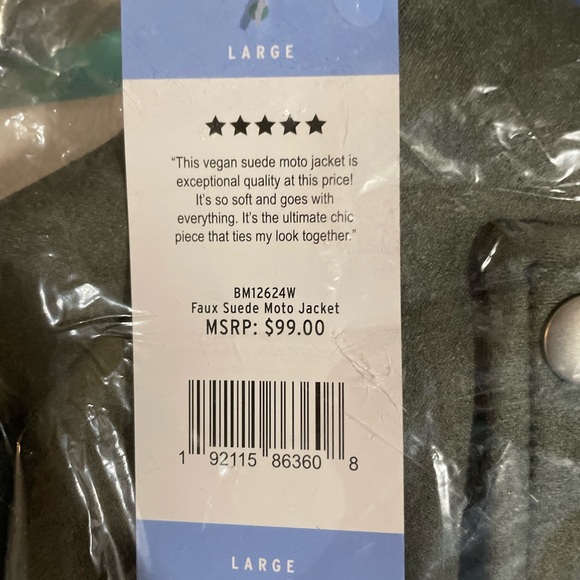 LARGE
★★★★★
“This vegan suede moto jacket is
exceptional quality at this price!
It's so soft and goes with
everything. It's the ultimate chic
piece that ties my look together.”
BM12624W
Faux Suede Moto Jacket
MSRP: $99.00
1 92115 86360 8
LARGE